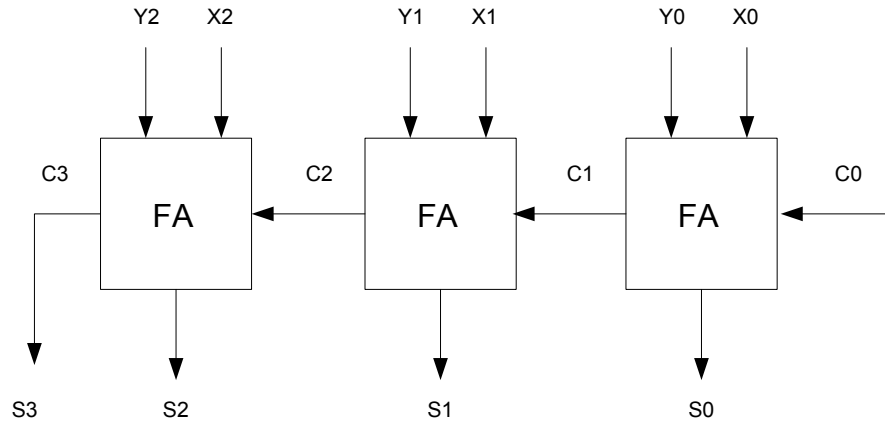 Y2 X2 Y1 X1 Y0 X0
C3 C2 C1 C0
FA FA FA
S3 S2 S1 S0